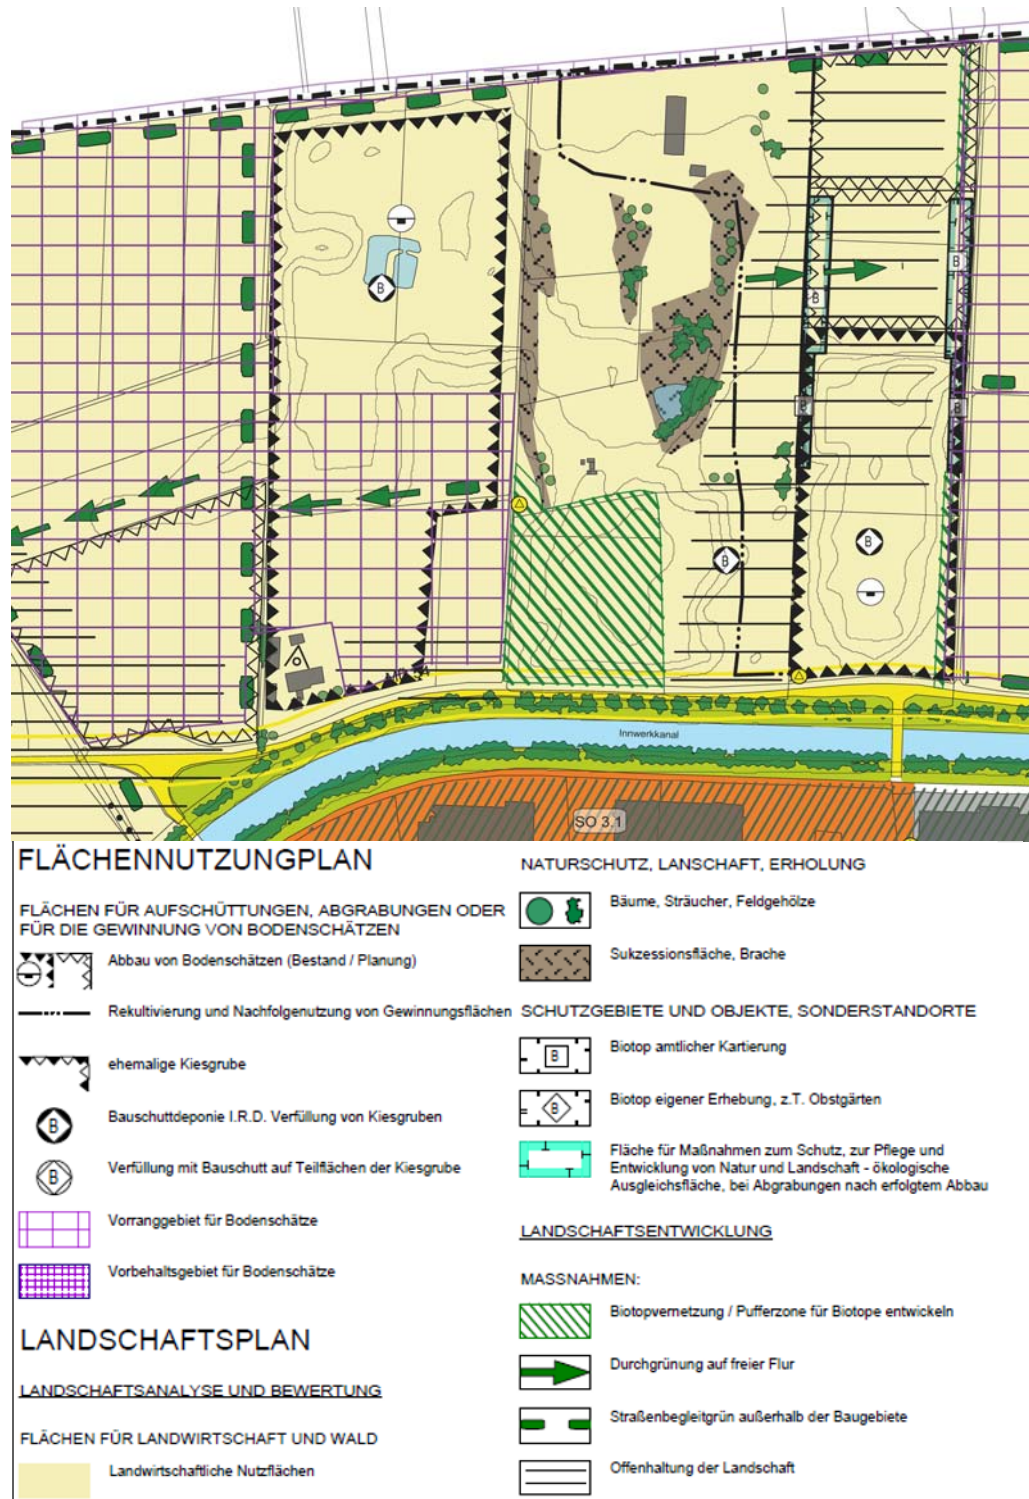 B
B
B
B
B
B
B
Innwerkkanal
SO 3.1
FLÄCHENNUTZUNGPLAN
FLÄCHEN FÜR AUFSCHÜTTUNGEN, ABGRABUNGEN ODER
FÜR DIE GEWINNUNG VON BODENSCHÄTZEN
Abbau von Bodenschätzen (Bestand / Planung)
Rekultivierung und Nachfolgenutzung von Gewinnungsflächen
ehemalige Kiesgrube
B
Bauschuttdeponie I.R.D. Verfüllung von Kiesgruben
B
Verfüllung mit Bauschutt auf Teilflächen der Kiesgrube
Vorranggebiet für Bodenschätze
Vorbehaltsgebiet für Bodenschätze
LANDSCHAFTSPLAN
LANDSCHAFTSANALYSE UND BEWERTUNG
FLÄCHEN FÜR LANDWIRTSCHAFT UND WALD
Landwirtschaftliche Nutzflächen
NATURSCHUTZ, LANSCHAFT, ERHOLUNG
Bäume, Sträucher, Feldgehölze
Sukzessionsfläche, Brache
SCHUTZGEBIETE UND OBJEKTE, SONDERSTANDORTE
B
Biotop amtlicher Kartierung
B
Biotop eigener Erhebung, z.T. Obstgärten
Fläche für Maßnahmen zum Schutz, zur Pflege und
Entwicklung von Natur und Landschaft - ökologische
Ausgleichsfläche, bei Abgrabungen nach erfolgtem Abbau
LANDSCHAFTSENTWICKLUNG
MASSNAHMEN:
Biotopvernetzung / Pufferzone für Biotope entwickeln
Durchgrünung auf freier Flur
Straßenbegleitgrün außerhalb der Baugebiete
Offenhaltung der Landschaft